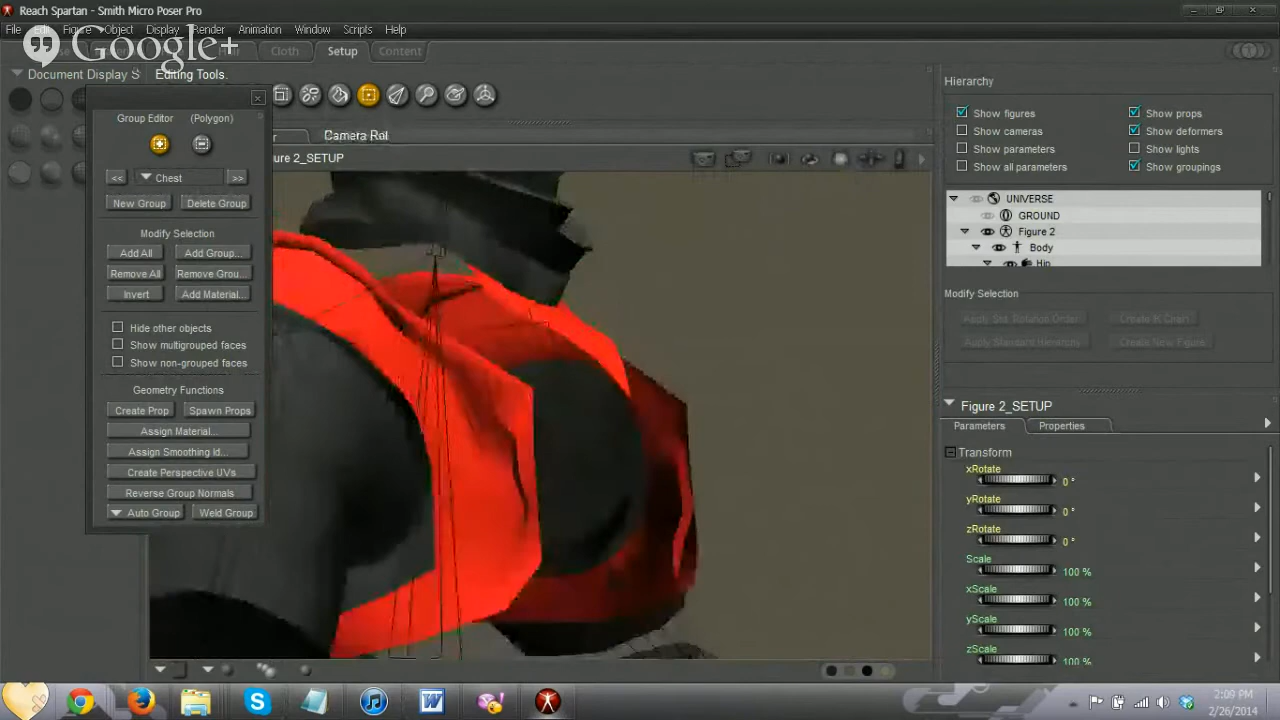 Reach Spartan - Smith Micro Poser Pro
File Edit Figure Object Display Render Animation Window Scripts Help
Google+
Cloth Setup Content
Document Display S Editing Tools.
Group Editor (Polygon)
<< Chest >>
New Group Delete Group
Modify Selection
Add All Add Group...
Remove All Remove Grou...
Invert Add Material...
Hide other objects
Show multigrouped faces
Show non-grouped faces
Geometry Functions
Create Prop Spawn Props
Assign Material...
Assign Smoothing Id...
Create Perspective UVs
Reverse Group Normals
Auto Group Weld Group
Camera Rol
ure 2_SETUP
Hierarchy
Show figures Show props
Show cameras Show deformers
Show parameters Show lights
Show all parameters Show groupings
UNIVERSE
GROUND
Figure 2
Body
Hip
Modify Selection
Apply Std. Rotation Order Create IK Chain
Apply Standard Hierarchy Create New Figure
Figure 2_SETUP
Parameters Properties
Transform
xRotate
0 °
yRotate
0 °
zRotate
0 °
Scale
100 %
xScale
100 %
yScale
100 %
zScale
100 %
2:09 PM
2/26/2014